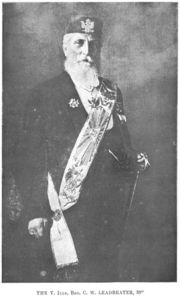 THE V. ILLS. BRO. C. W. LEADBEATER, 33°